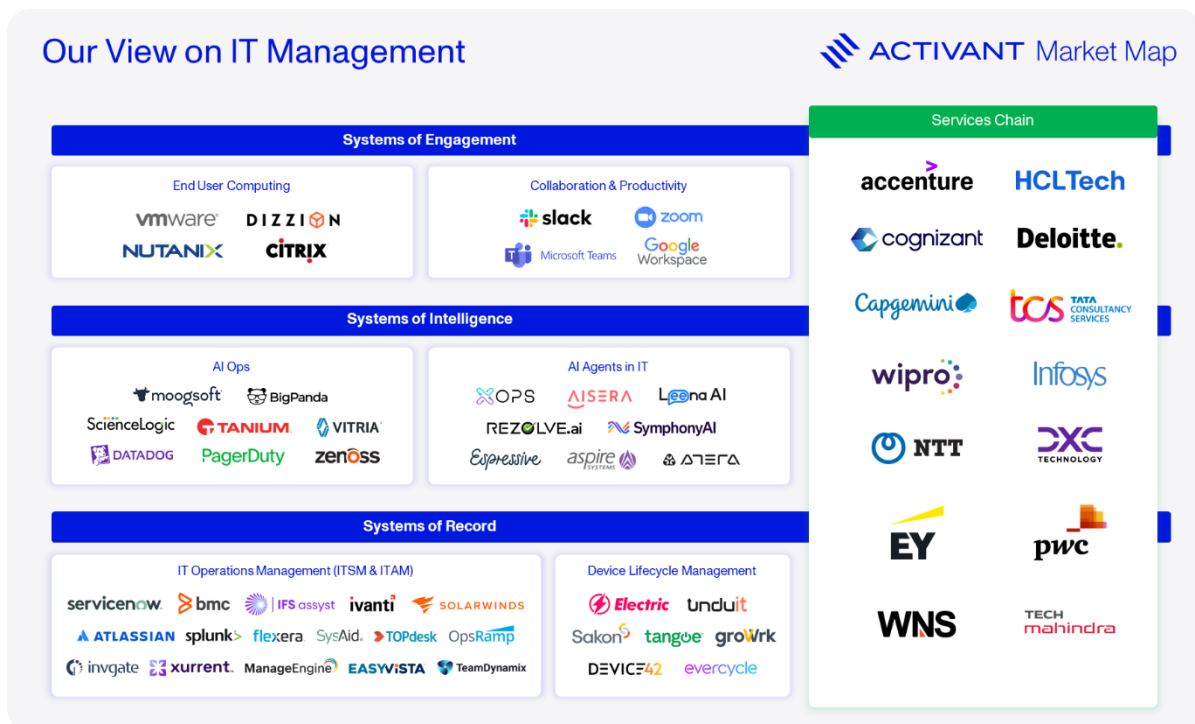 Our View on IT Management
ACTIVANT Market Map
Systems of Engagement
End User Computing
vmware® DIZZION
NUTANIX CITRIX
Collaboration & Productivity
slack zoom
Microsoft Teams Google Workspace
Systems of Intelligence
AI Ops
moogsoft BigPanda
ScienceLogic TANIUM VITRIA
DATADOG PagerDuty zenoss
AI Agents in IT
XOPS AISERA Leena AI
REZOLVE.ai SymphonyAI
Espressive aspire SYSTEMS ATERA
Systems of Record
IT Operations Management (ITSM & ITAM)
servicenow. bmc IFS assyst ivanti SOLARWINDS
ATLASSIAN splunk> flexera SysAid. TOPdesk OpsRamp
invgate xurrent. ManageEngine EASYVISTA TeamDynamix
Device Lifecycle Management
Electric unduit
Sakon tangoe groWrk
DEVICE42 evercycle
Services Chain
accenture HCLTech
cognizant Deloitte.
Capgemini tcs TATA CONSULTANCY SERVICES
wipro Infosys
NTT DXC TECHNOLOGY
EY pwc
WNS TECH mahindra